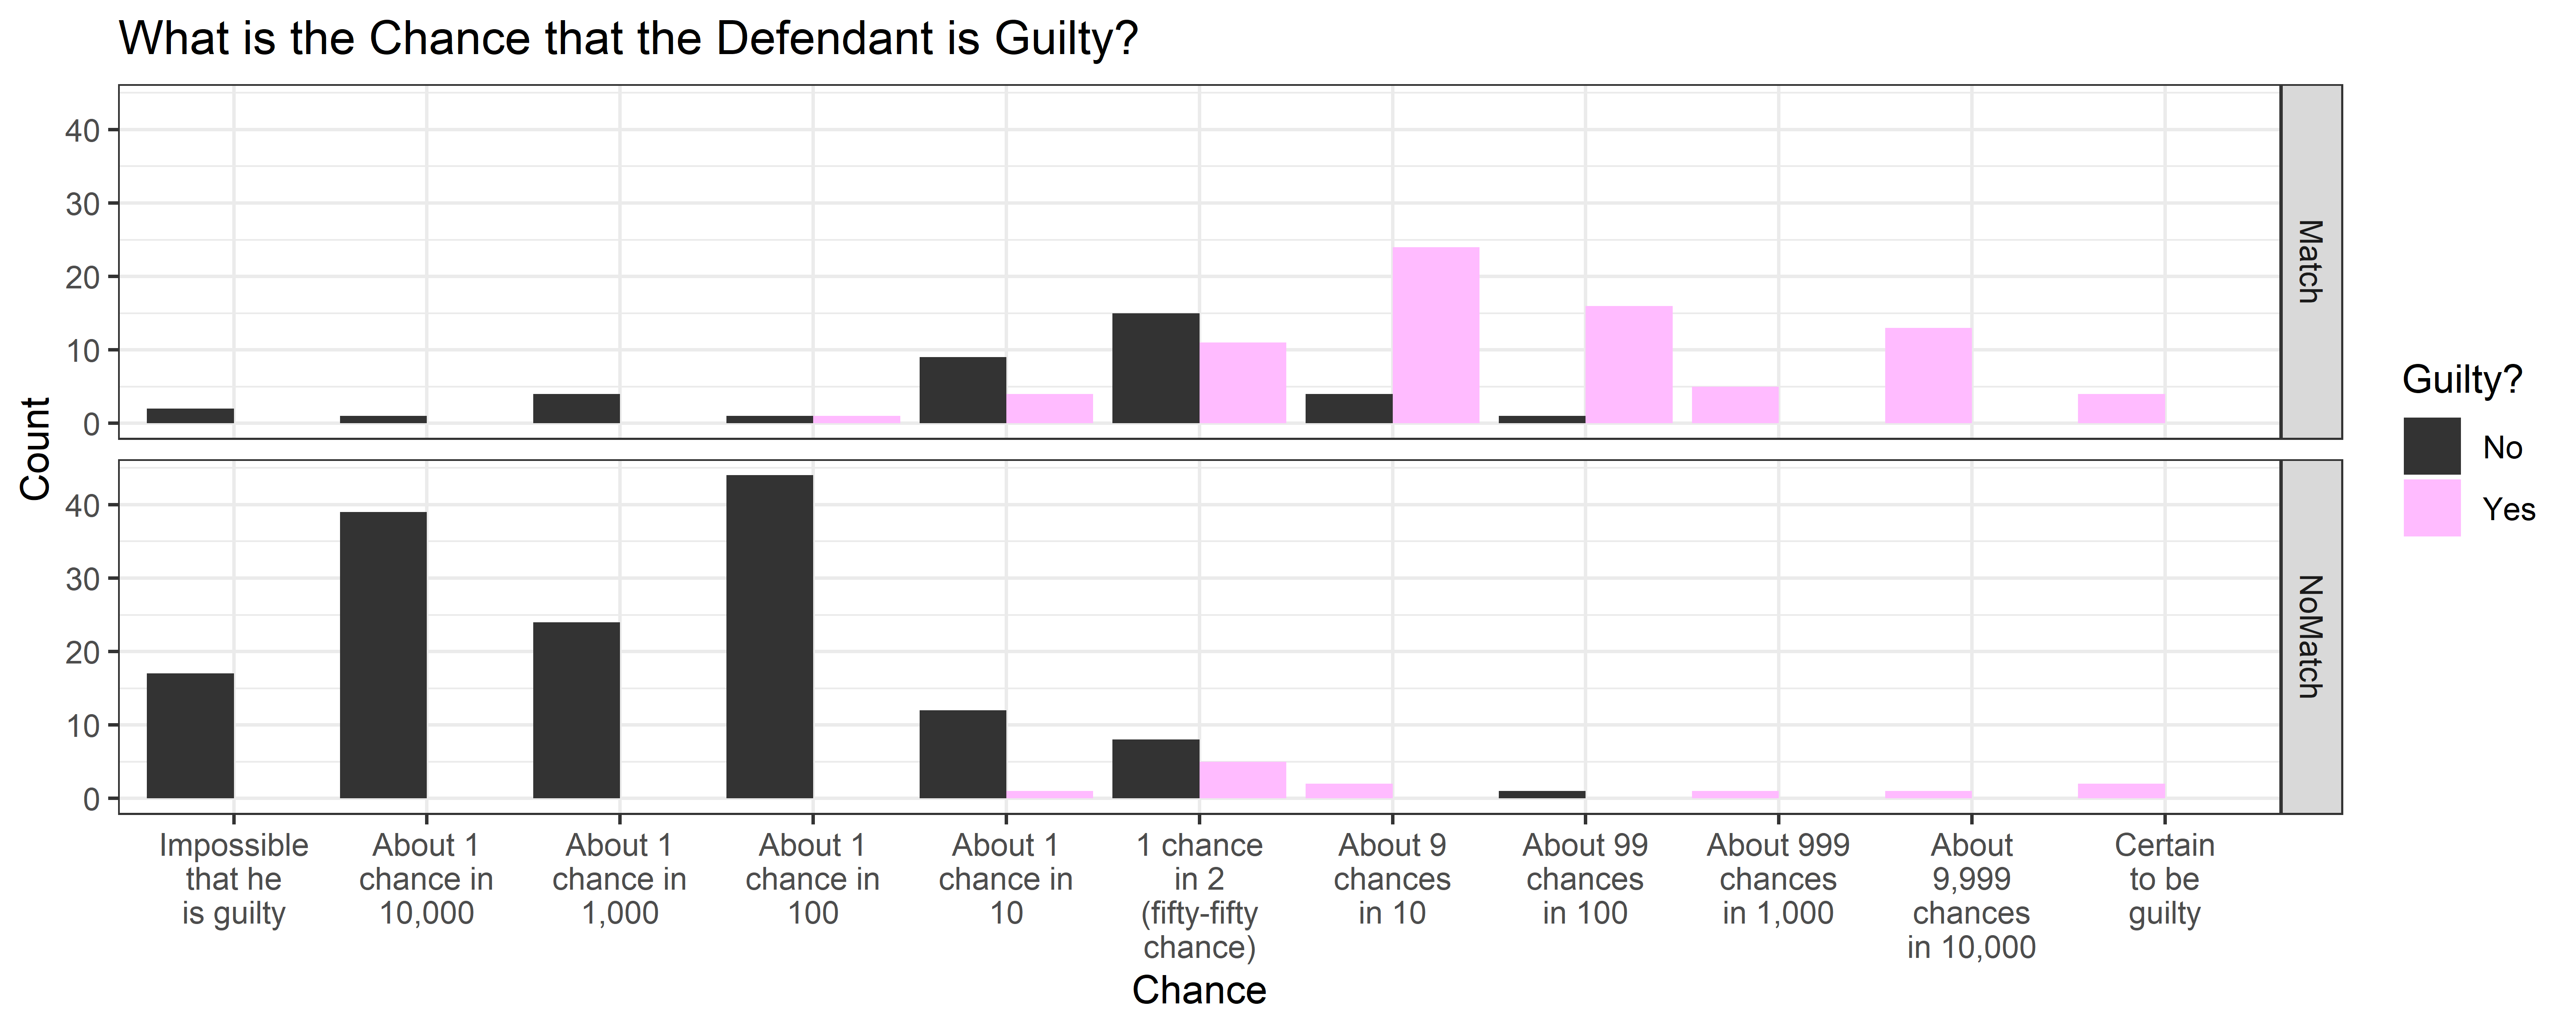 What is the Chance that the Defendant is Guilty?
40
30
20
10
0
Match
Count
40
30
20
10
0
NoMatch
Impossible
that he
is guilty
About 1
chance in
10,000
About 1
chance in
1,000
About 1
chance in
100
About 1
chance in
10
1 chance
in 2
(fifty-fifty
chance)
About 9
chances
in 10
About 99
chances
in 100
About 999
chances
in 1,000
About
9,999
chances
in 10,000
Certain
to be
guilty
Chance
Guilty?
No
Yes